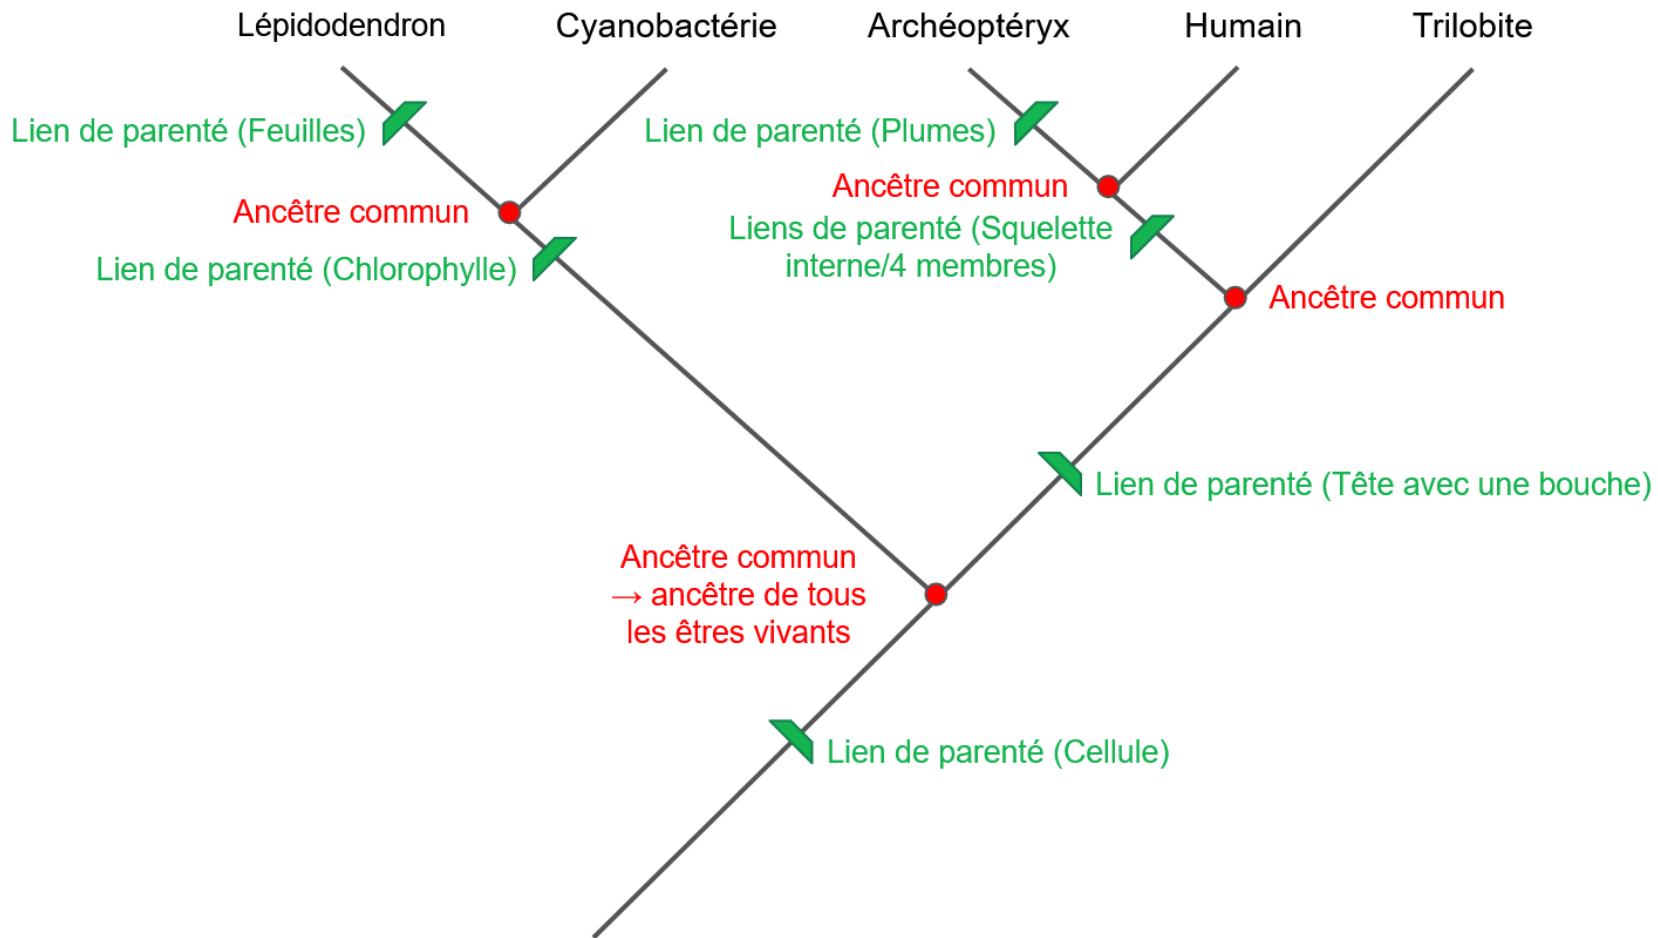 Lépidodendron
Cyanobactérie
Archéoptéryx
Humain
Trilobite
Lien de parenté (Feuilles)
Lien de parenté (Plumes)
Ancêtre commun
Ancêtre commun
Liens de parenté (Squelette
interne/4 membres)
Lien de parenté (Chlorophylle)
Ancêtre commun
Lien de parenté (Tête avec une bouche)
Ancêtre commun
→ ancêtre de tous
les êtres vivants
Lien de parenté (Cellule)